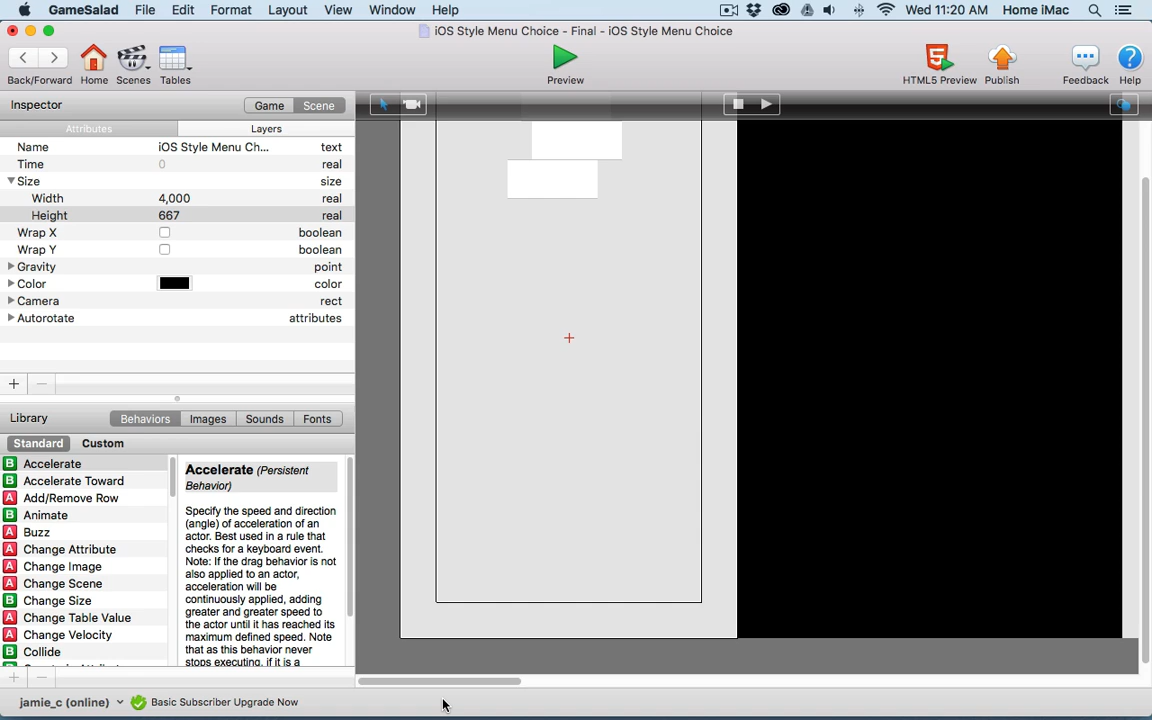 GameSalad File Edit Format Layout View Window Help Wed 11:20 AM Home iMac
iOS Style Menu Choice - Final - iOS Style Menu Choice
Back/Forward Home Scenes Tables Preview HTML5 Preview Publish Feedback Help
Inspector Game Scene
Attributes Layers
Name iOS Style Menu Ch... text
Time 0 real
Size size
Width 4,000 real
Height 667 real
Wrap X boolean
Wrap Y boolean
Gravity point
Color color
Camera rect
Autorotate attributes
Library Behaviors Images Sounds Fonts
Standard Custom
B Accelerate
B Accelerate Toward
A Add/Remove Row
B Animate
A Buzz
A Change Attribute
A Change Image
A Change Scene
B Change Size
A Change Table Value
A Change Velocity
B Collide
Accelerate (Persistent
Behavior)
Specify the speed and direction
(angle) of acceleration of an
actor. Best used in a rule that
checks for a keyboard event.
Note: If the drag behavior is not
also applied to an actor,
acceleration will be
continuously applied, adding
greater and greater speed to
the actor until it has reached its
maximum defined speed. Note
that as this behavior never
stops executing, if it is a
jamie_c (online) Basic Subscriber Upgrade Now